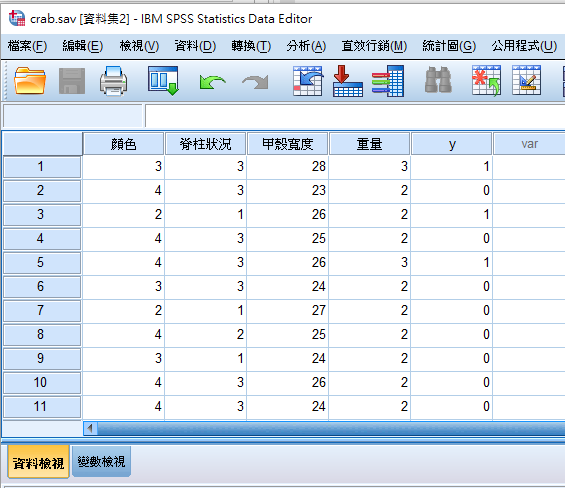 crab.sav [資料集2] - IBM SPSS Statistics Data Editor
檔案(F) 編輯(E) 檢視(V) 資料(D) 轉換(T) 分析(A) 直效行銷(M) 統計圖(G) 公用程式(U)
顏色 脊柱狀況 甲殼寬度 重量 y var
1 3 3 28 3 1
2 4 3 23 2 0
3 2 1 26 2 1
4 4 3 25 2 0
5 4 3 26 3 1
6 3 3 24 2 0
7 2 1 27 2 0
8 4 2 25 2 0
9 3 1 24 2 0
10 4 3 26 2 0
11 4 3 24 2 0
資料檢視 變數檢視